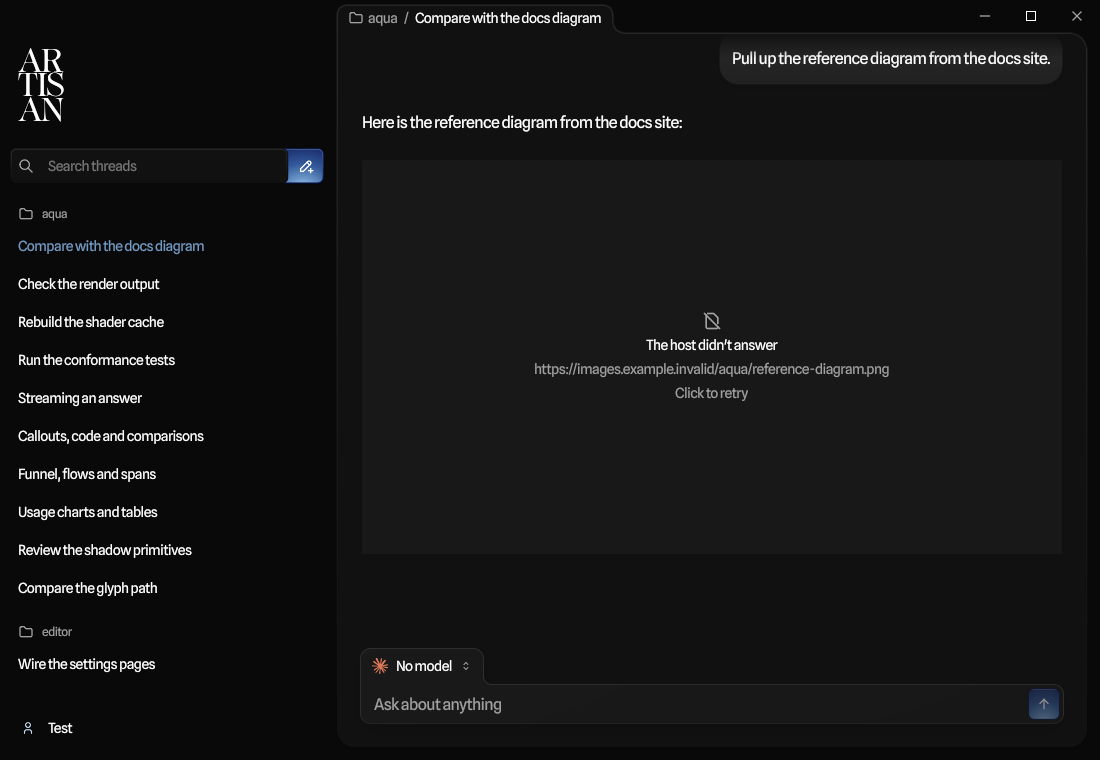 ARTISAN
Search threads
aqua
Compare with the docs diagram
Check the render output
Rebuild the shader cache
Run the conformance tests
Streaming an answer
Callouts, code and comparisons
Funnel, flows and spans
Usage charts and tables
Review the shadow primitives
Compare the glyph path
editor
Wire the settings pages
Test
aqua / Compare with the docs diagram
Pull up the reference diagram from the docs site.
Here is the reference diagram from the docs site:
The host didn't answer
https://images.example.invalid/aqua/reference-diagram.png
Click to retry
No model
Ask about anything